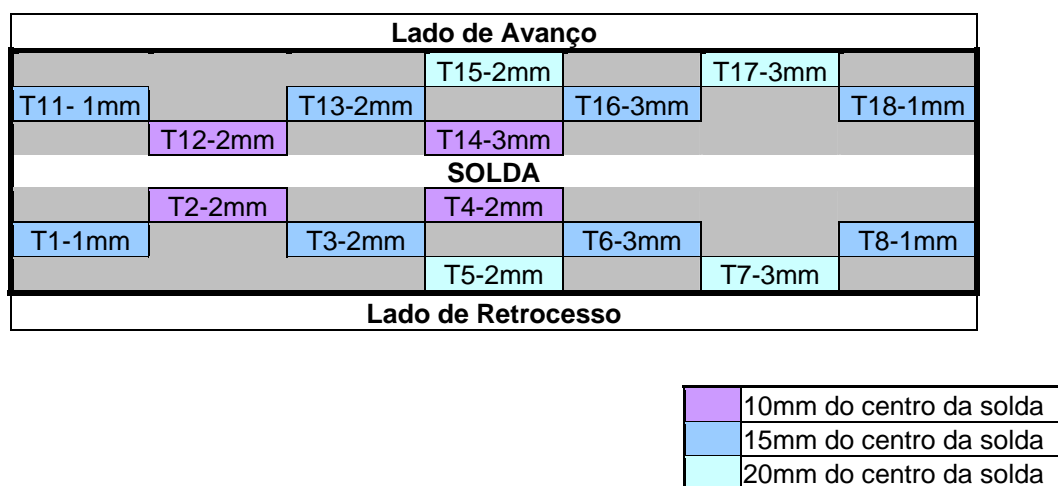 Lado de Avanço
T15-2mm T17-3mm
T11- 1mm T13-2mm T16-3mm T18-1mm
T12-2mm T14-3mm
SOLDA
T2-2mm T4-2mm
T1-1mm T3-2mm T6-3mm T8-1mm
T5-2mm T7-3mm
Lado de Retrocesso
10mm do centro da solda
15mm do centro da solda
20mm do centro da solda